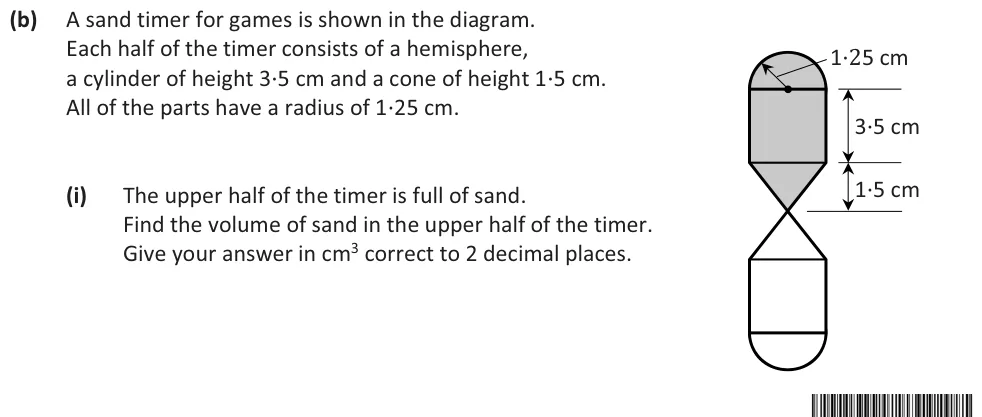 (b) A sand timer for games is shown in the diagram.
Each half of the timer consists of a hemisphere,
a cylinder of height 3·5 cm and a cone of height 1·5 cm.
All of the parts have a radius of 1·25 cm.
(i) The upper half of the timer is full of sand.
Find the volume of sand in the upper half of the timer.
Give your answer in cm³ correct to 2 decimal places.
1·25 cm
3·5 cm
1·5 cm